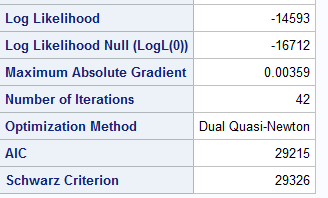 Log Likelihood -14593
Log Likelihood Null (LogL(0)) -16712
Maximum Absolute Gradient 0.00359
Number of Iterations 42
Optimization Method Dual Quasi-Newton
AIC 29215
Schwarz Criterion 29326